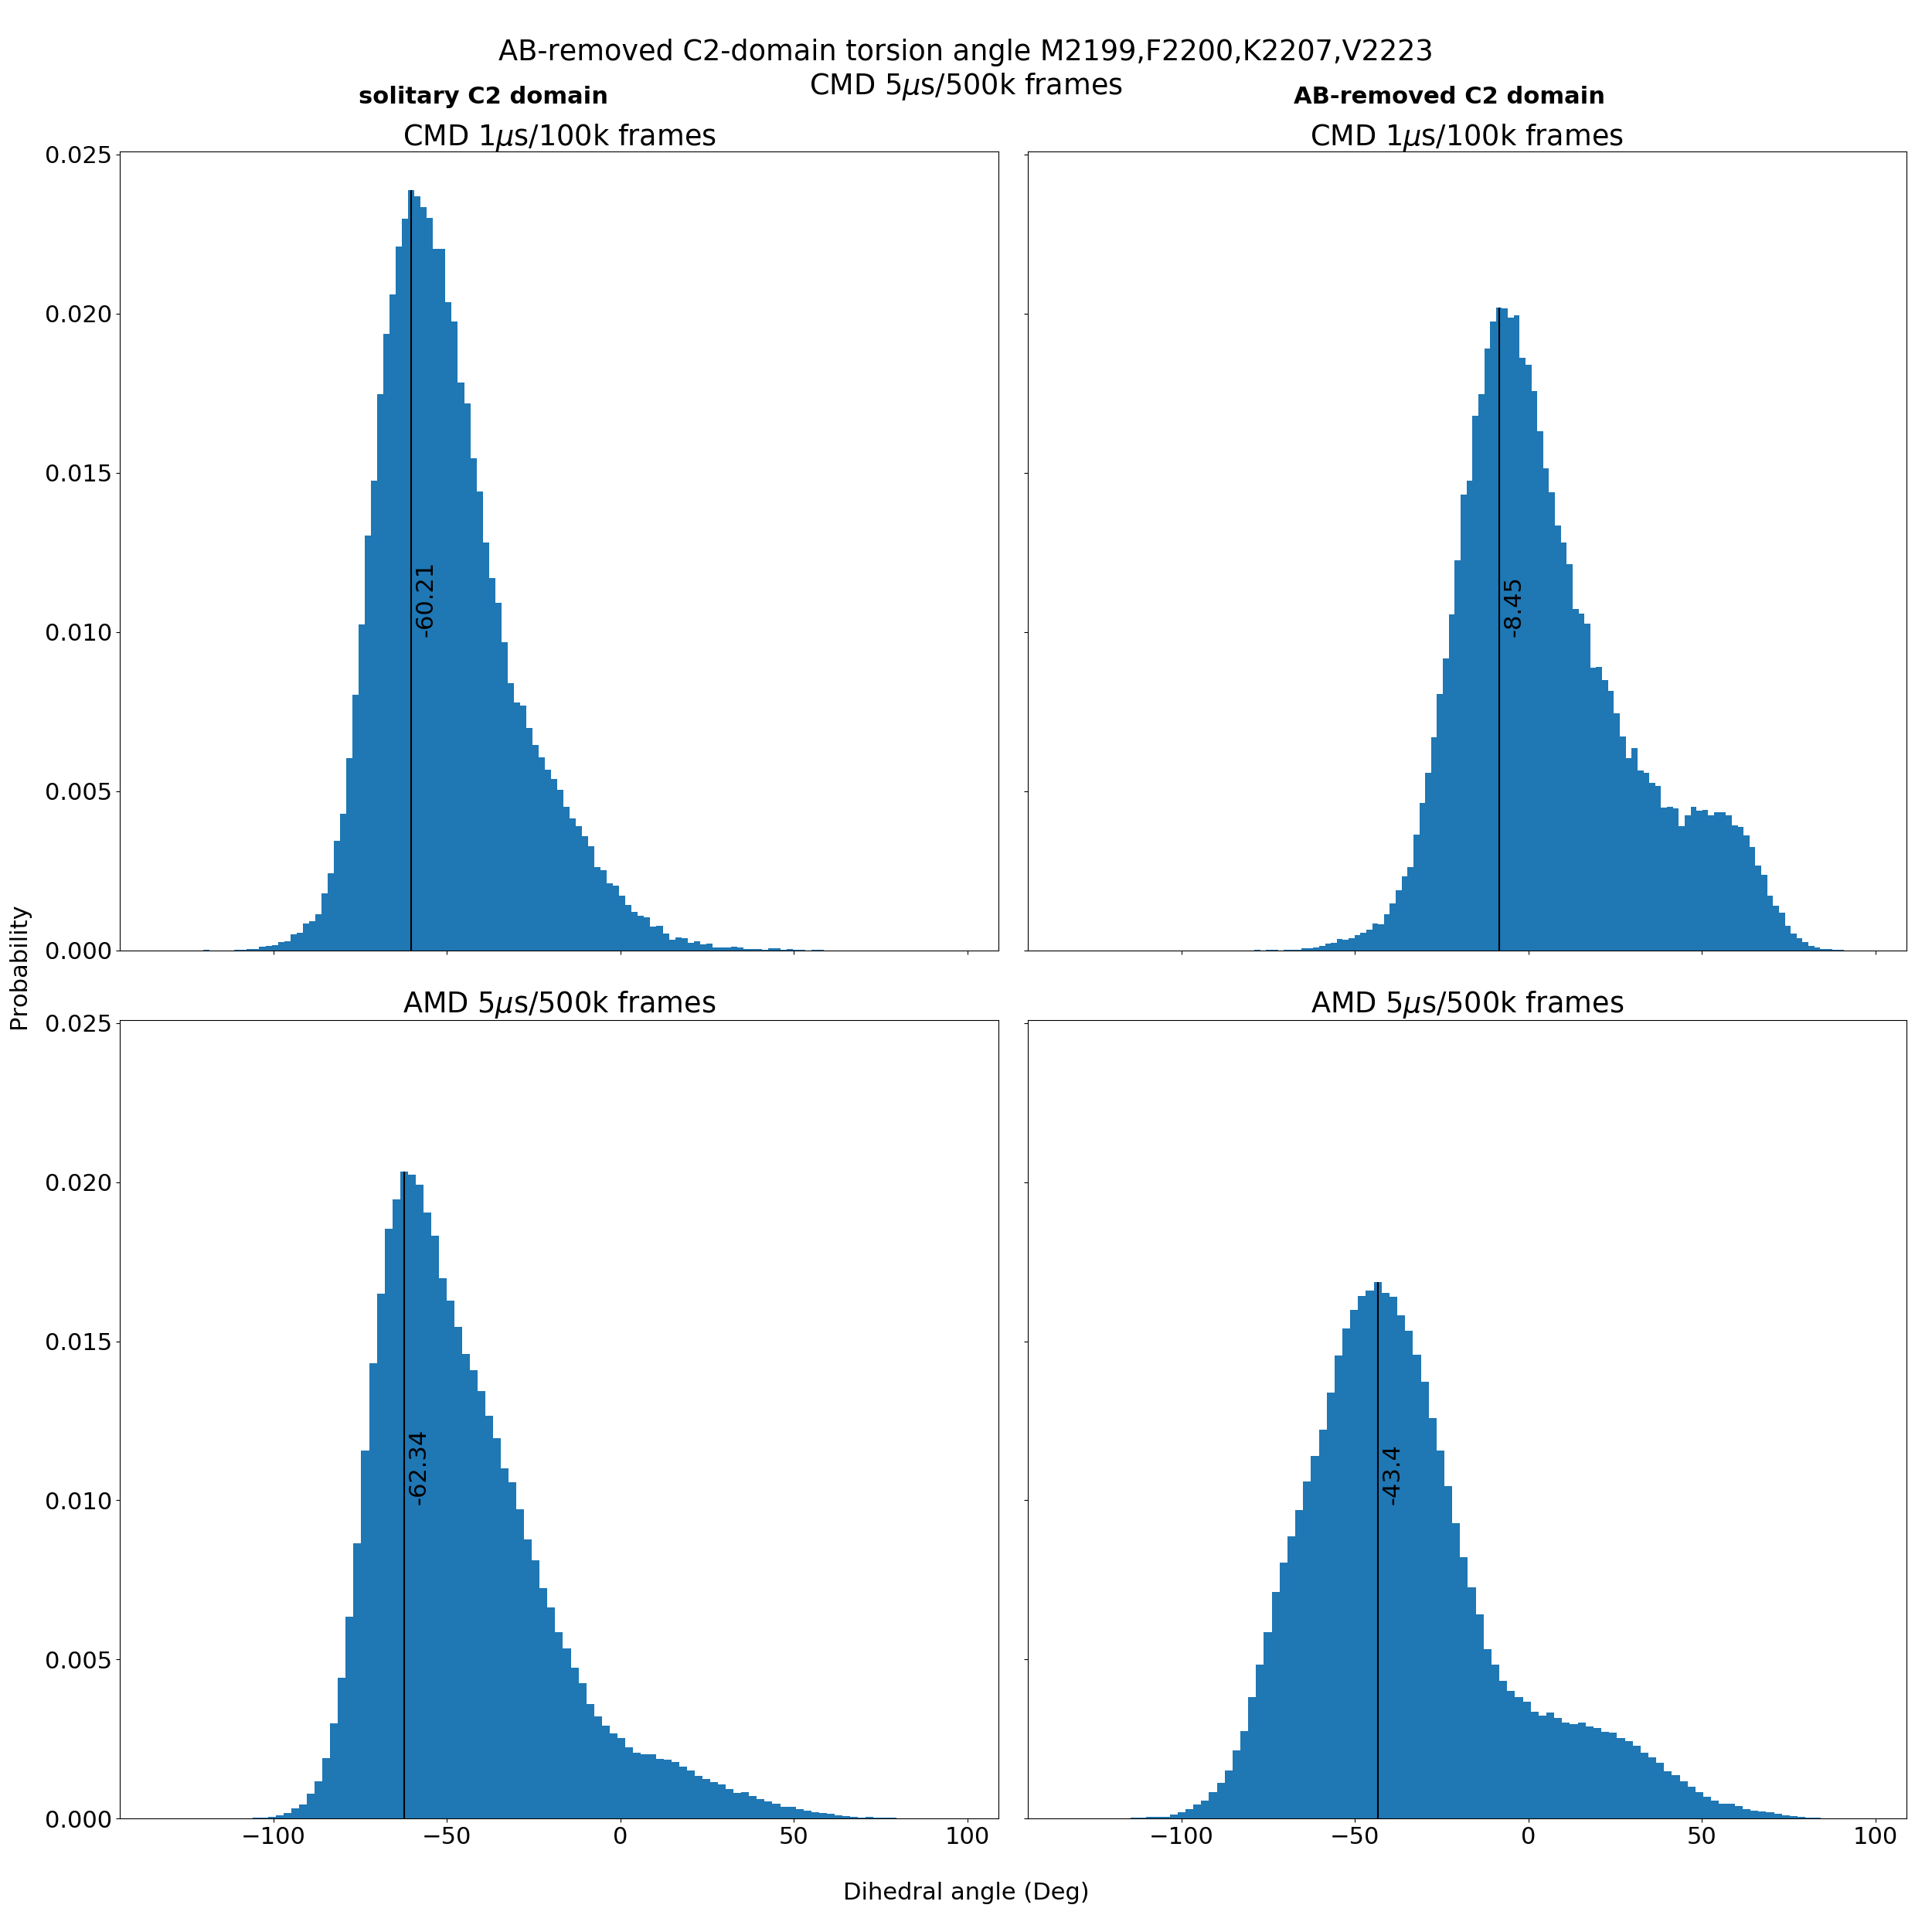 AB-removed C2-domain torsion angle M2199,F2200,K2207,V2223
CMD 5μs/500k frames
solitary C2 domain
AB-removed C2 domain
CMD 1μs/100k frames
CMD 1μs/100k frames
0.025
0.020
0.015
0.010
0.005
0.000
-60.21
-8.45
Probability
AMD 5μs/500k frames
AMD 5μs/500k frames
0.025
0.020
0.015
0.010
0.005
0.000
-62.34
-43.4
−100 −50 0 50 100
−100 −50 0 50 100
Dihedral angle (Deg)